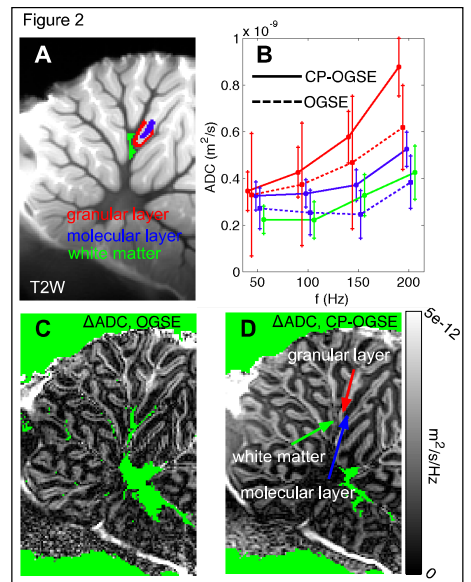 Figure 2
A
granular layer
molecular layer
white matter
T2W
B
x 10⁻⁹
1
0.8
0.6
0.4
0.2
0
ADC (m²/s)
CP-OGSE
OGSE
50
100
150
200
f (Hz)
C
ΔADC, OGSE
D
ΔADC, CP-OGSE
granular layer
white matter
molecular layer
5e-12
m²/s/Hz
0